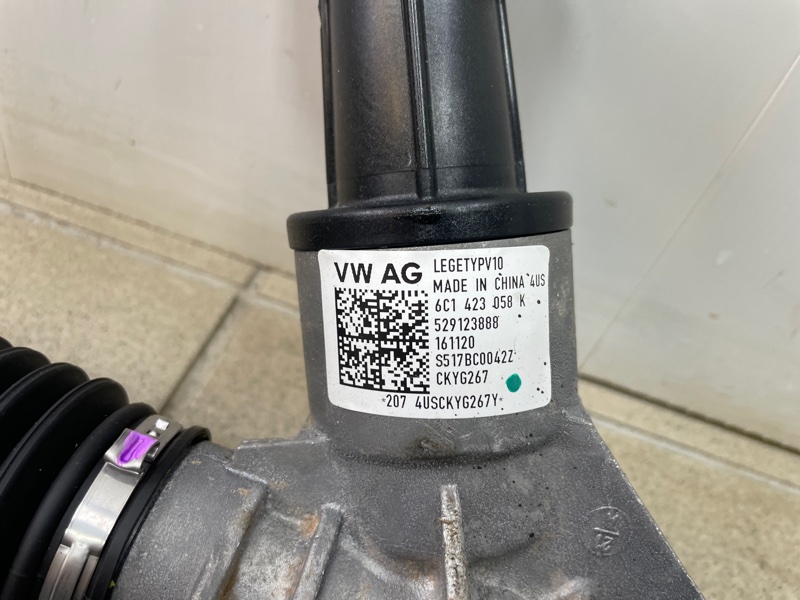 VW AG
LEGETYPV10
MADE IN CHINA 4US
6C1 423 058 K
529123888
161120
S517BC0042Z
CKYG267
*207 4USCKYG267Y*